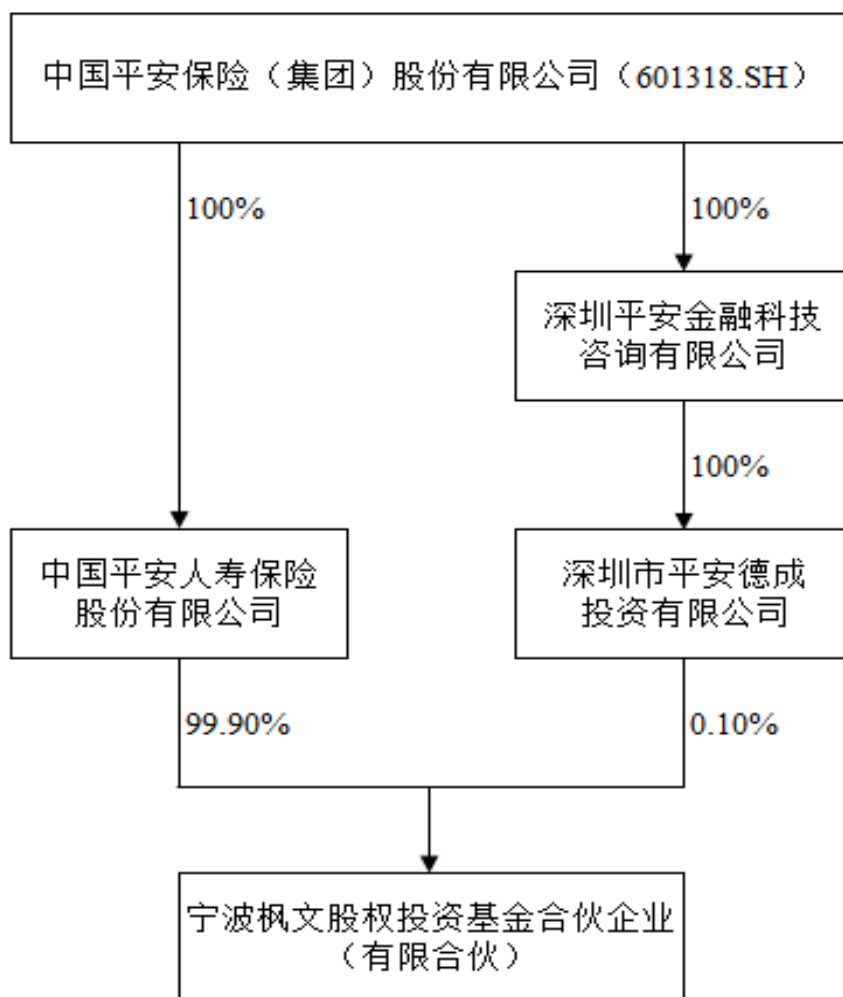 中国平安保险（集团）股份有限公司（601318.SH）
100%
100%
深圳平安金融科技
咨询有限公司
100%
中国平安人寿保险
股份有限公司
深圳市平安德成
投资有限公司
99.90%
0.10%
宁波枫文股权投资基金合伙企业
（有限合伙）